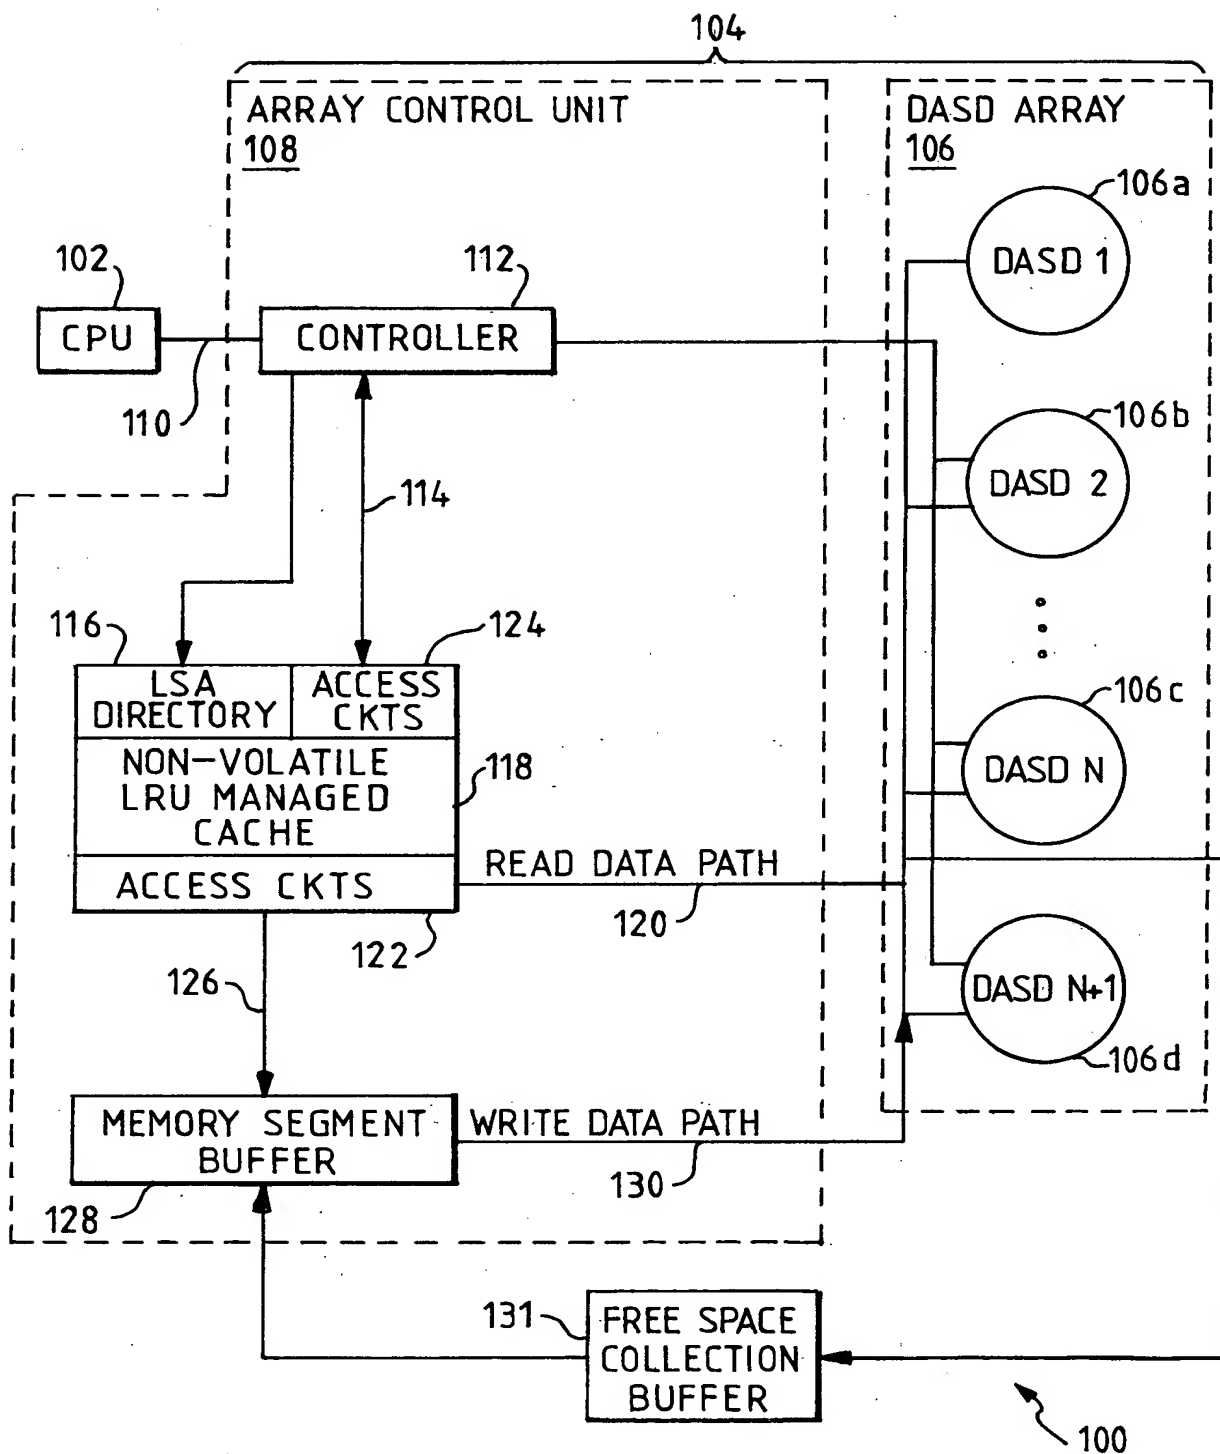 104
ARRAY CONTROL UNIT
108
DASD ARRAY
106
106a
DASD 1
102
CPU
110
112
CONTROLLER
106b
DASD 2
114
116
124
LSA
DIRECTORY
ACCESS
CKTS
NON-VOLATILE
LRU MANAGED
CACHE
118
106c
DASD N
ACCESS CKTS
READ DATA PATH
120
122
126
DASD N+1
106d
MEMORY SEGMENT
BUFFER
128
WRITE DATA PATH
130
131
FREE SPACE
COLLECTION
BUFFER
100